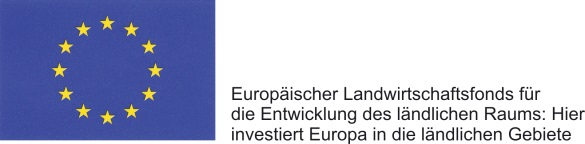 Europäischer Landwirtschaftsfonds für
die Entwicklung des ländlichen Raums: Hier
investiert Europa in die ländlichen Gebiete